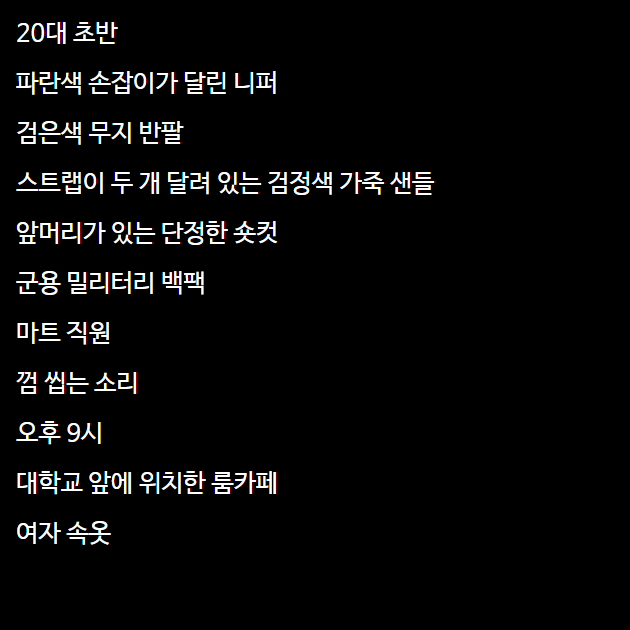 20대 초반
파란색 손잡이가 달린 니퍼
검은색 무지 반팔
스트랩이 두 개 달려 있는 검정색 가죽 샌들
앞머리가 있는 단정한 숏컷
군용 밀리터리 백팩
마트 직원
껌 씹는 소리
오후 9시
대학교 앞에 위치한 룸카페
여자 속옷